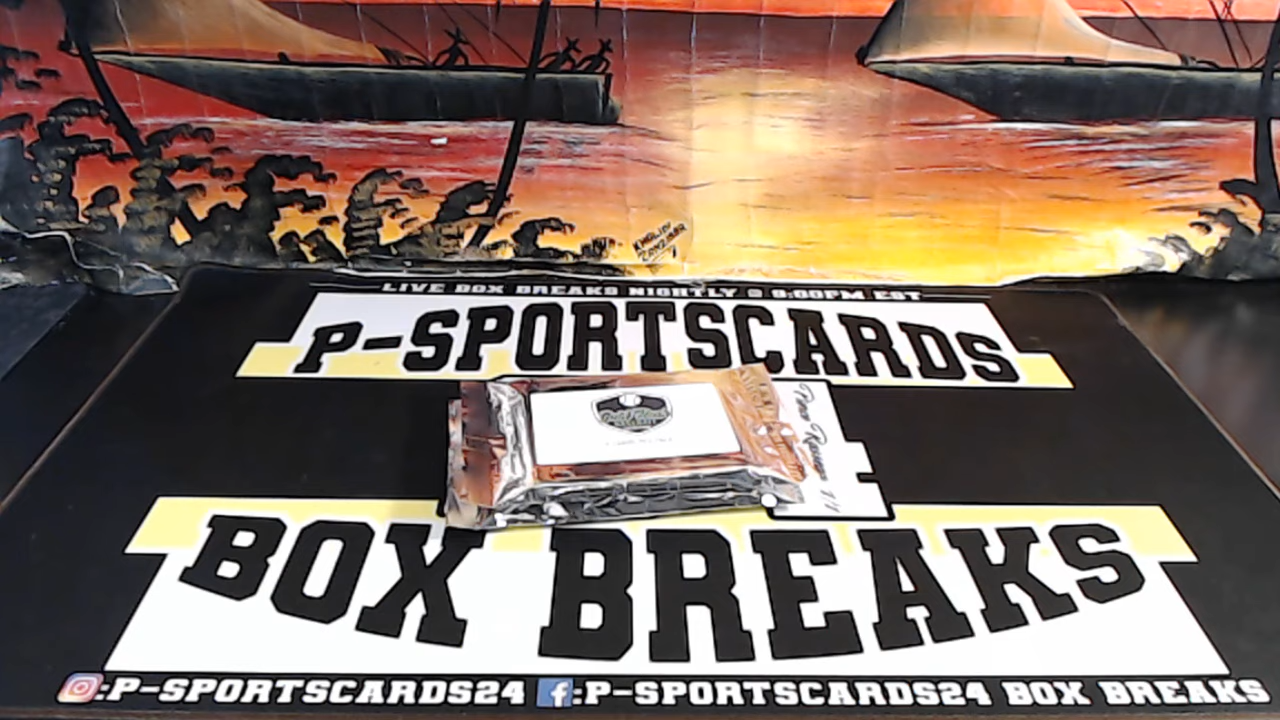 LIVE BOX BREAKS NIGHTLY @ 9:00PM EST
P-SPORTSCARDS
BOX BREAKS
:P-SPORTSCARDS24
:P-SPORTSCARDS24 BOX BREAKS